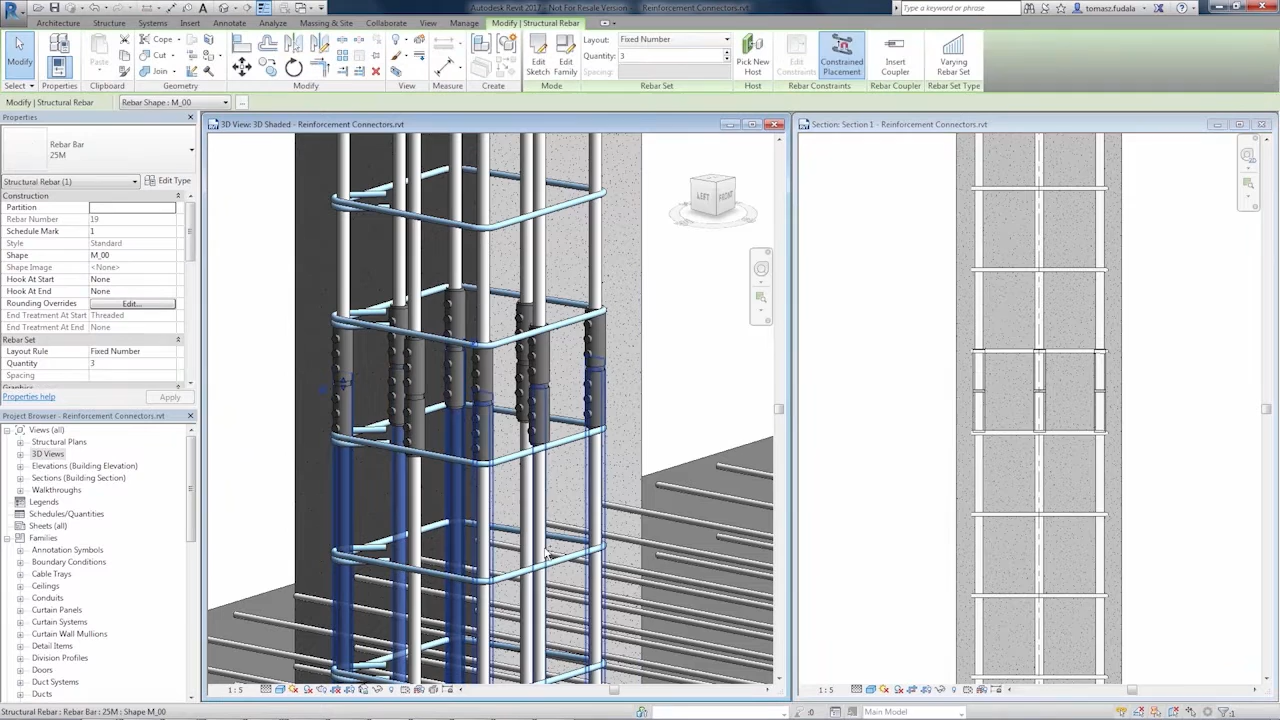 Autodesk Revit 2017 - Not For Resale Version - Reinforcement Connectors.rvt
Type a keyword or phrase
tomasz.fudala
Architecture Structure Systems Insert Annotate Analyze Massing & Site Collaborate View Manage Modify | Structural Rebar
Modify
Paste
Cope
Cut
Join
Edit Sketch
Edit Family
Layout: Fixed Number
Quantity: 3
Spacing:
Pick New Host
Edit Constraints
Constrained Placement
Insert Coupler
Varying Rebar Set
Select Properties Clipboard Geometry Modify View Measure Create Mode Rebar Set Host Rebar Constraints Rebar Coupler Rebar Set Type
Modify | Structural Rebar
Rebar Shape : M_00
...
Properties
Rebar Bar
25M
Structural Rebar (1)
Edit Type
Construction
Partition
Rebar Number 19
Schedule Mark 1
Style Standard
Shape M_00
Shape Image <None>
Hook At Start None
Hook At End None
Rounding Overrides Edit...
End Treatment At Start Threaded
End Treatment At End None
Rebar Set
Layout Rule Fixed Number
Quantity 3
Spacing
Graphics
Properties help
Apply
Project Browser - Reinforcement Connectors.rvt
Views (all)
Structural Plans
3D Views
Elevations (Building Elevation)
Sections (Building Section)
Walkthroughs
Legends
Schedules/Quantities
Sheets (all)
Families
Annotation Symbols
Boundary Conditions
Cable Trays
Ceilings
Conduits
Curtain Panels
Curtain Systems
Curtain Wall Mullions
Detail Items
Division Profiles
Doors
Duct Systems
Ducts
3D View: 3D Shaded - Reinforcement Connectors.rvt
LEFT
FRONT
1 : 5
Section: Section 1 - Reinforcement Connectors.rvt
1 : 5
Structural Rebar : Rebar Bar : 25M : Shape M_00
:0
Main Model
:1